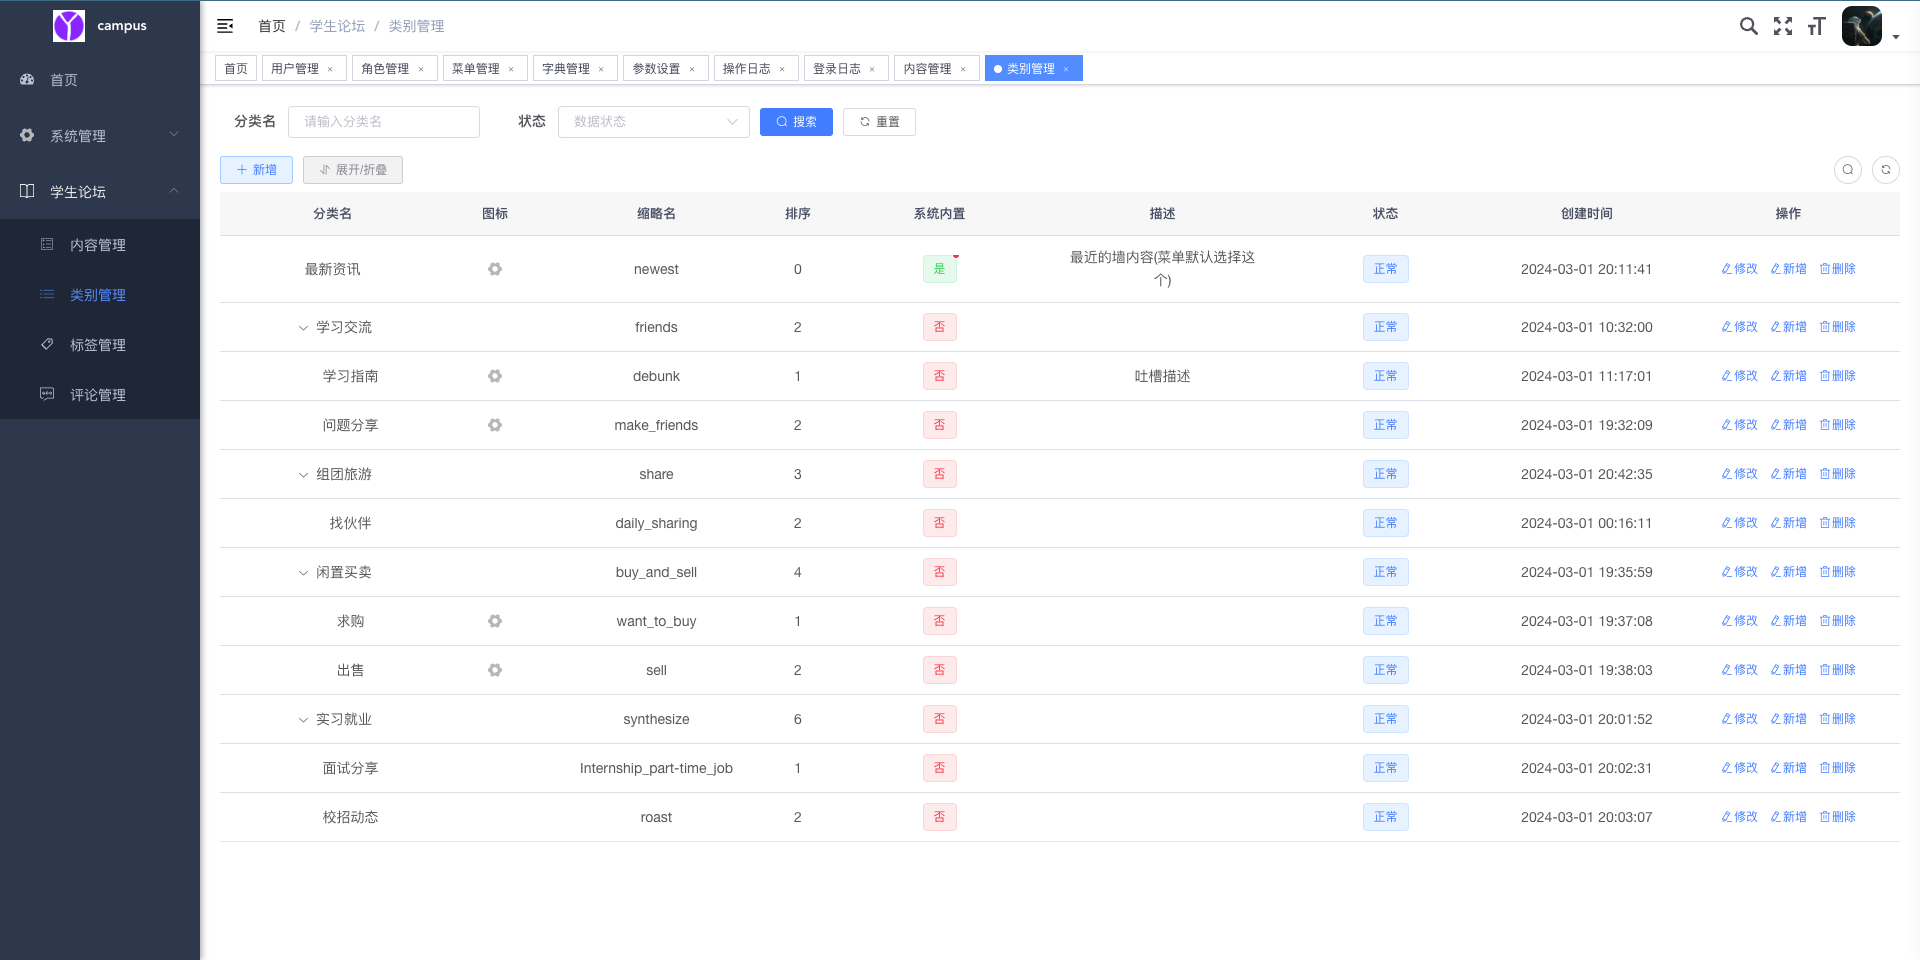 campus
首页
系统管理
学生论坛
内容管理
类别管理
标签管理
评论管理
首页 / 学生论坛 / 类别管理
首页 用户管理 × 角色管理 × 菜单管理 × 字典管理 × 参数设置 × 操作日志 × 登录日志 × 内容管理 × 类别管理 ×
分类名 请输入分类名 状态 数据状态 搜索 重置
新增 展开/折叠
分类名 图标 缩略名 排序 系统内置 描述 状态 创建时间 操作
最新资讯 newest 0 是 最近的墙内容(菜单默认选择这
个) 正常 2024-03-01 20:11:41 修改 新增 删除
学习交流 friends 2 否 正常 2024-03-01 10:32:00 修改 新增 删除
学习指南 debunk 1 否 吐槽描述 正常 2024-03-01 11:17:01 修改 新增 删除
问题分享 make_friends 2 否 正常 2024-03-01 19:32:09 修改 新增 删除
组团旅游 share 3 否 正常 2024-03-01 20:42:35 修改 新增 删除
找伙伴 daily_sharing 2 否 正常 2024-03-01 00:16:11 修改 新增 删除
闲置买卖 buy_and_sell 4 否 正常 2024-03-01 19:35:59 修改 新增 删除
求购 want_to_buy 1 否 正常 2024-03-01 19:37:08 修改 新增 删除
出售 sell 2 否 正常 2024-03-01 19:38:03 修改 新增 删除
实习就业 synthesize 6 否 正常 2024-03-01 20:01:52 修改 新增 删除
面试分享 Internship_part-time_job 1 否 正常 2024-03-01 20:02:31 修改 新增 删除
校招动态 roast 2 否 正常 2024-03-01 20:03:07 修改 新增 删除